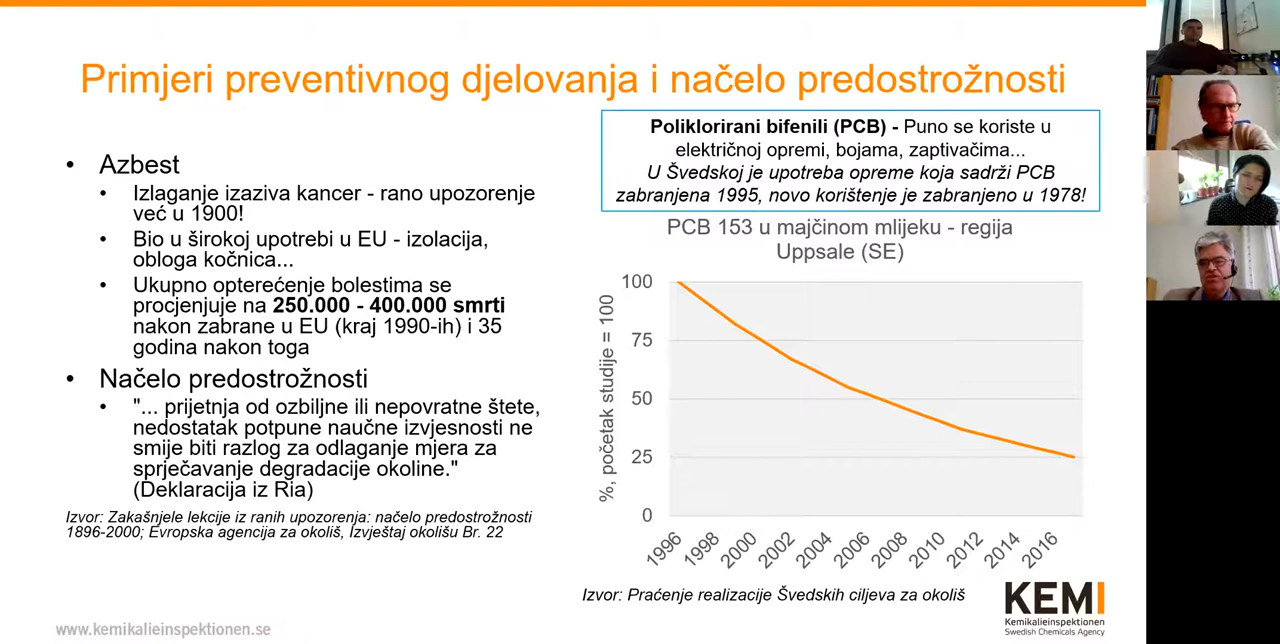 Primjeri preventivnog djelovanja i načelo predostrožnosti
• Azbest
• Izlaganje izaziva kancer - rano upozorenje
već u 1900!
• Bio u širokoj upotrebi u EU - izolacija,
obloga kočnica...
• Ukupno opterećenje bolestima se
procjenjuje na 250.000 - 400.000 smrti
nakon zabrane u EU (kraj 1990-ih) i 35
godina nakon toga
• Načelo predostrožnosti
• "... prijetnja od ozbiljne ili nepovratne štete,
nedostatak potpune naučne izvjesnosti ne
smije biti razlog za odlaganje mjera za
sprječavanje degradacije okoline."
(Deklaracija iz Ria)
Izvor: Zakašnjele lekcije iz ranih upozorenja: načelo predostrožnosti
1896-2000; Evropska agencija za okoliš, Izvještaj okolišu Br. 22
Poliklorirani bifenili (PCB) - Puno se koriste u
električnoj opremi, bojama, zaptivačima...
U Švedskoj je upotreba opreme koja sadrži PCB
zabranjena 1995, novo korištenje je zabranjeno u 1978!
PCB 153 u majčinom mlijeku - regija
Uppsale (SE)
%, početak studije = 100
100
75
50
25
0
1996
1998
2000
2002
2004
2006
2008
2010
2012
2014
2016
Izvor: Praćenje realizacije Švedskih ciljeva za okoliš
KEMI
Kemikalieinspektionen
Swedish Chemicals Agency
www.kemikalieinspektionen.se